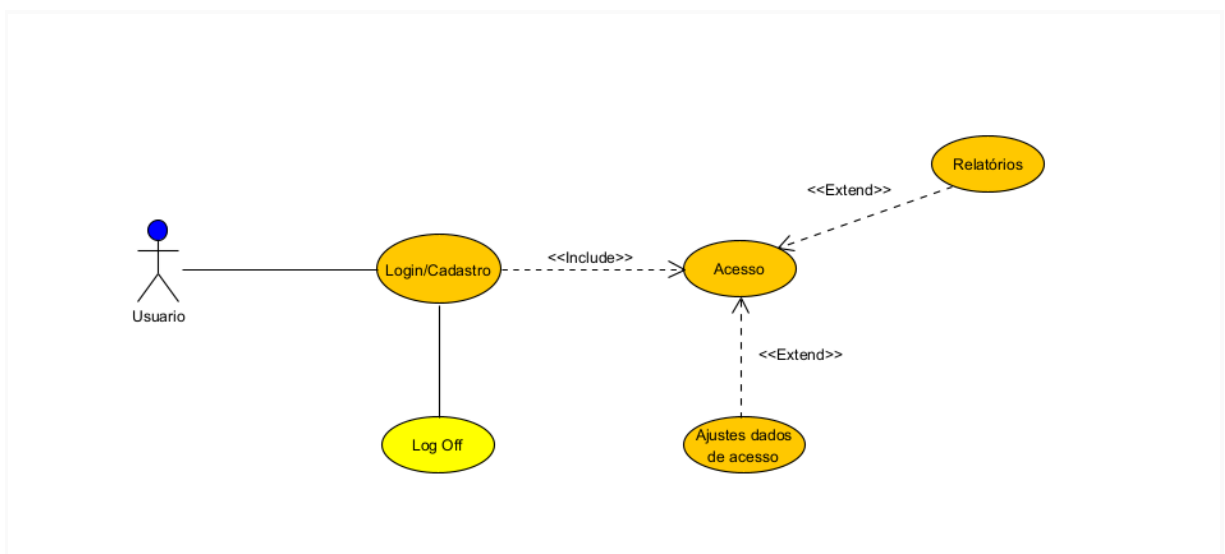 Relatórios
<<Extend>>
<<Include>>
Login/Cadastro
Acesso
Usuario
<<Extend>>
Log Off
Ajustes dados
de acesso